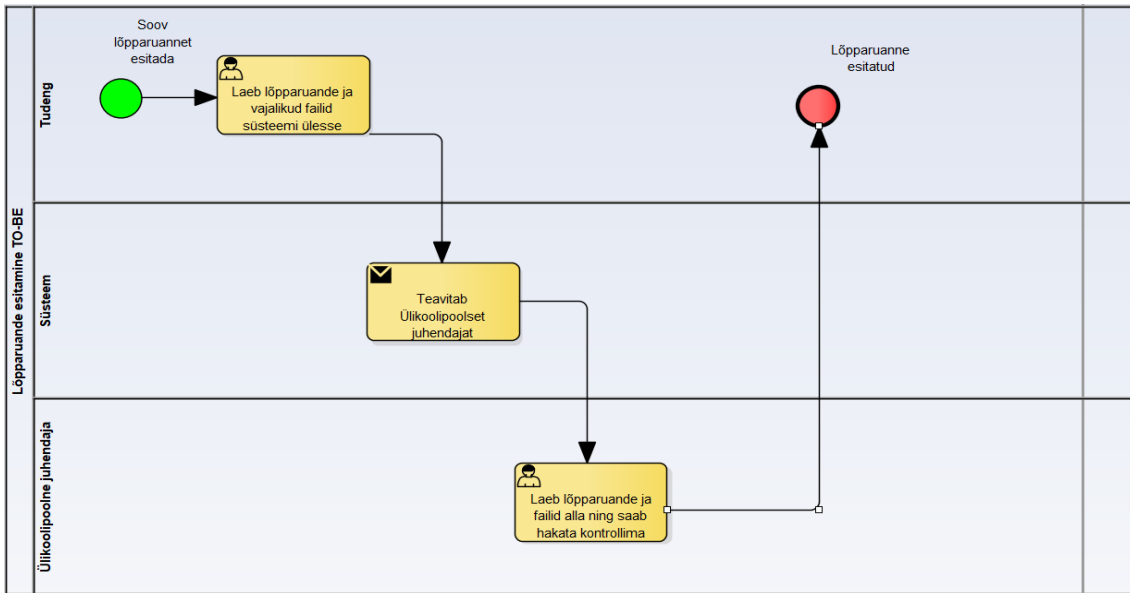 Lõpparuande esitamine TO-BE
Tudeng
Soov
lõpparuannet
esitada
Laeb lõpparuande ja
vajalikud failid
süsteemi ülesse
Lõpparuanne
esitatud
Süsteem
Teavitab
Ülikoolipoolset
juhendajat
Ülikoolipoolne juhendaja
Laeb lõpparuande ja
failid alla ning saab
hakata kontrollima